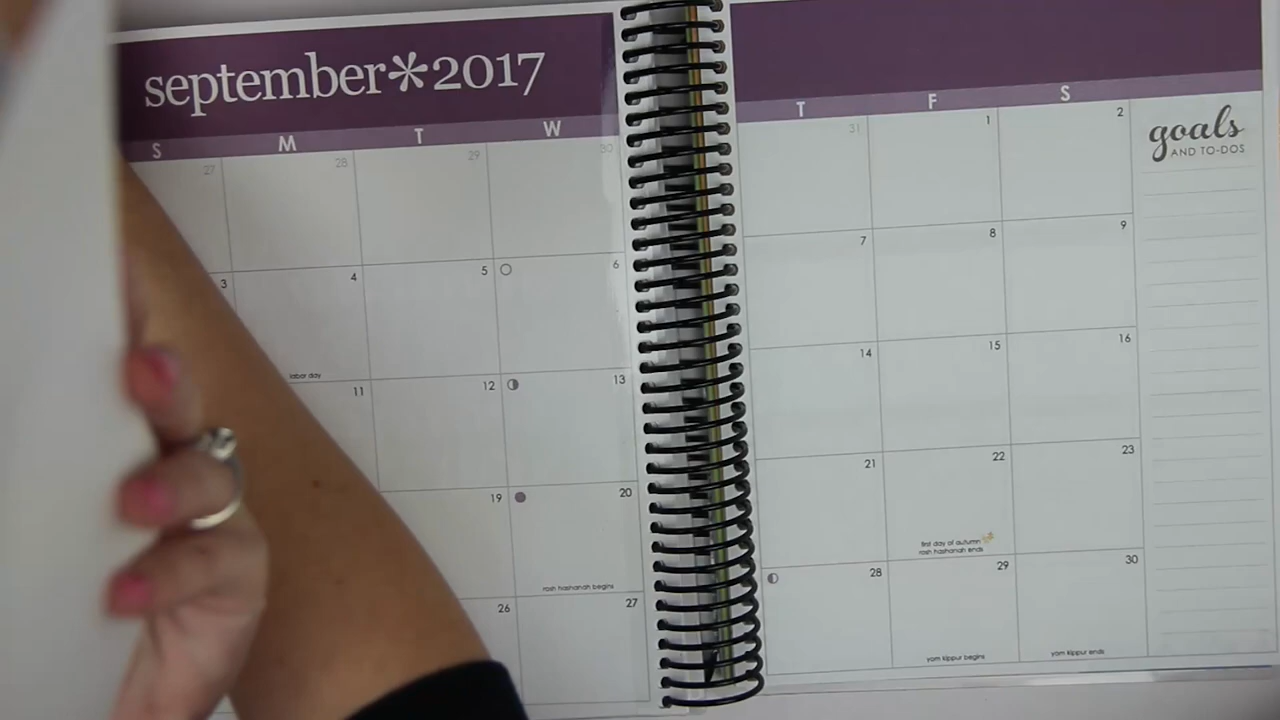 september*2017
S M T W T F S
goals
AND TO-DOS
27 28 29 30 31 1 2
3 4 5 6 7 8 9
labor day
11 12 13 14 15 16
19 20 21 22 23
rosh hashanah begins
first day of autumn
rosh hashanah ends
26 27 28 29 30
yom kippur begins
yom kippur ends